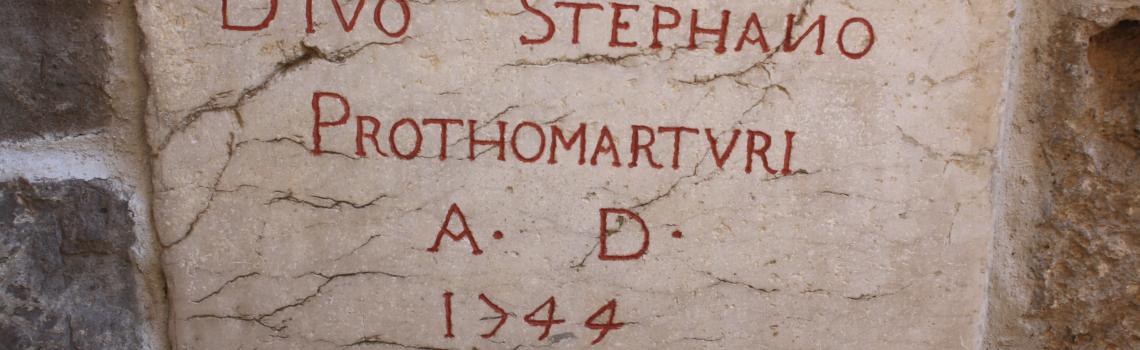 DIVO STEPHANO
PROTHOMARTVRI
A. D.
1744